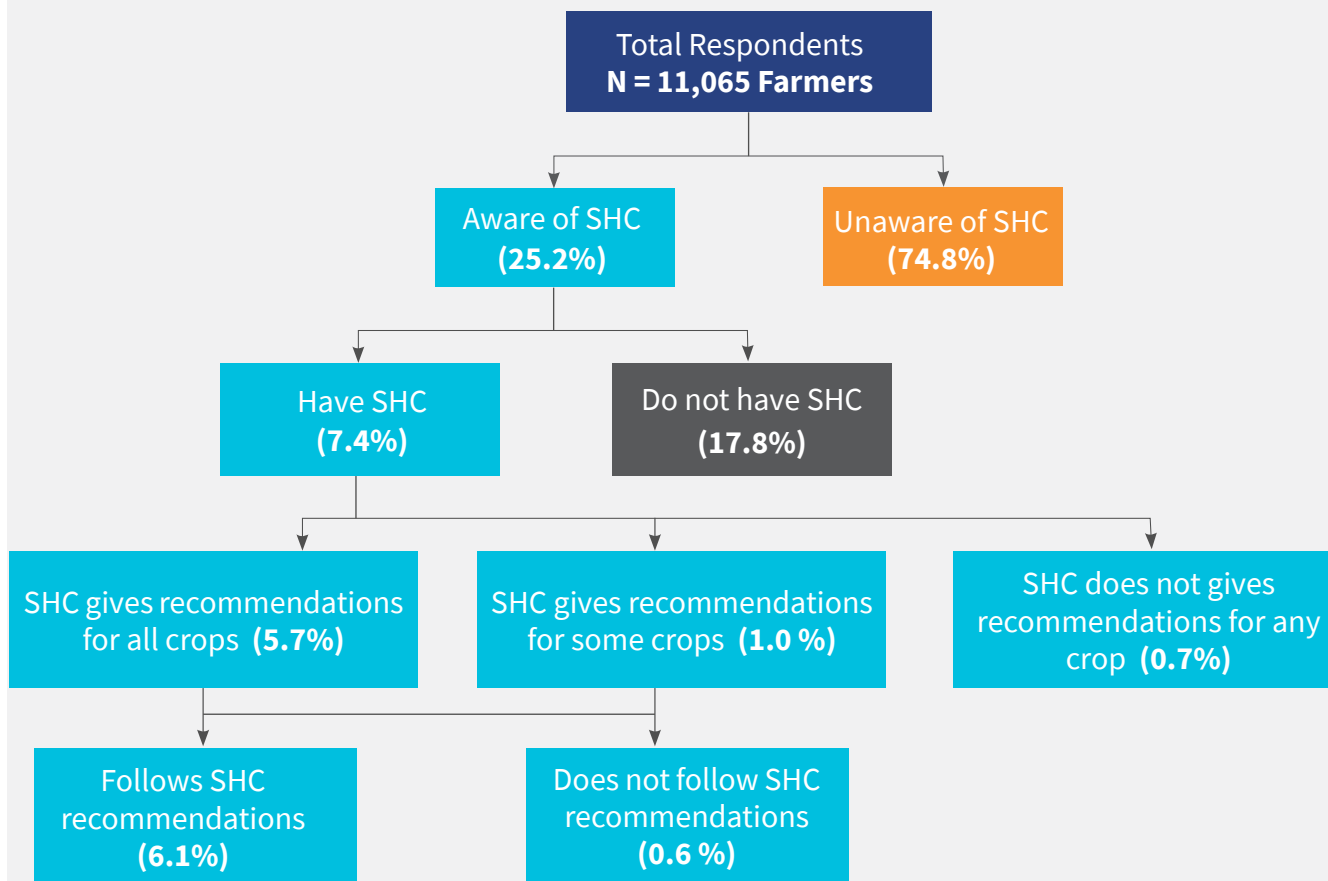 Total Respondents
N = 11,065 Farmers
Aware of SHC
(25.2%)
Unaware of SHC
(74.8%)
Have SHC
(7.4%)
Do not have SHC
(17.8%)
SHC gives recommendations
for all crops (5.7%)
SHC gives recommendations
for some crops (1.0 %)
SHC does not gives
recommendations for any
crop (0.7%)
Follows SHC
recommendations
(6.1%)
Does not follow SHC
recommendations
(0.6 %)